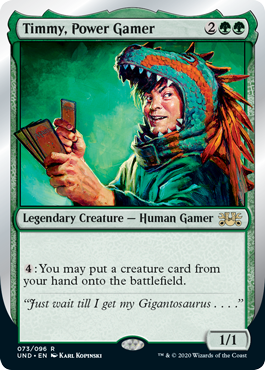 Timmy, Power Gamer 2
Legendary Creature — Human Gamer
4: You may put a creature card from
your hand onto the battlefield.
"Just wait till I get my Gigantosaurus . . . ."
1/1
073/096 R
UND • EN Karl Kopinski ™ & © 2020 Wizards of the Coast